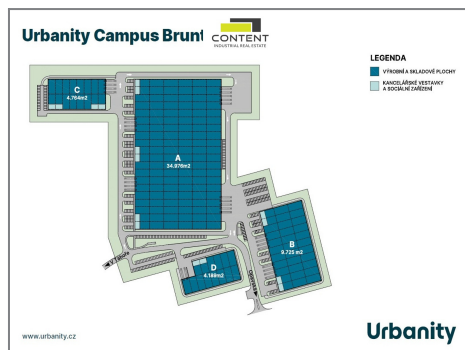 Urbanity Campus Brunt
CONTENT
INDUSTRIAL REAL ESTATE
LEGENDA
VÝROBNÍ A SKLADOVÉ PLOCHY
KANCELÁŘSKÉ VESTAVKY
A SOCIÁLNÍ ZAŘÍZENÍ
C
4.764m2
A
34.976m2
B
9.725 m2
D
4.189m2
www.urbanity.cz
Urbanity